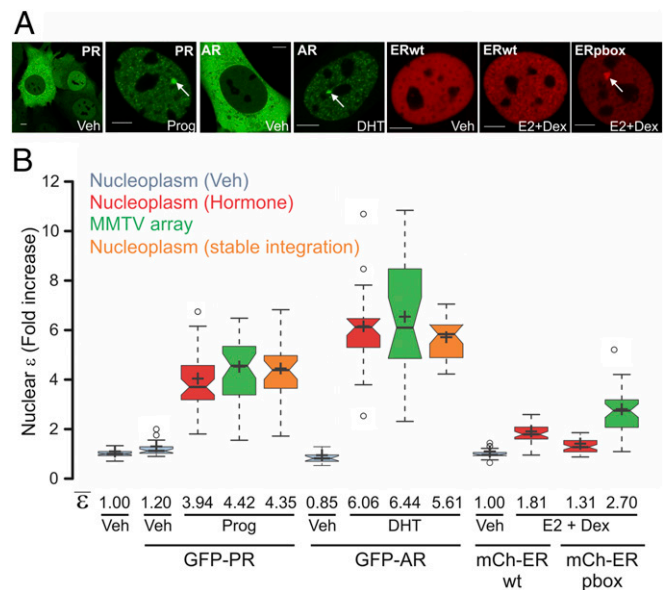 A
PR PR AR AR ERwt ERwt ERpbox
Veh Prog Veh DHT Veh E2+Dex E2+Dex
B
Nucleoplasm (Veh)
Nucleoplasm (Hormone)
MMTV array
Nucleoplasm (stable integration)
Nuclear ε (Fold increase)
12
10
8
6
4
2
0
ε̅ 1.00 1.20 3.94 4.42 4.35 0.85 6.06 6.44 5.61 1.00 1.81 1.31 2.70
Veh Veh Prog Veh DHT Veh E2 + Dex
GFP-PR GFP-AR mCh-ER mCh-ER
wt pbox